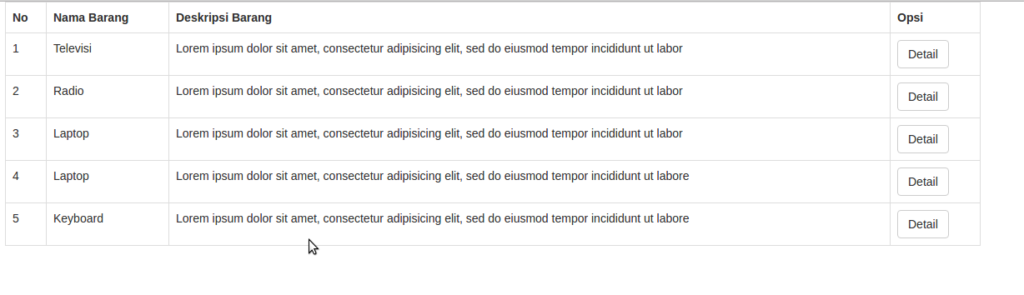 No Nama Barang Deskripsi Barang Opsi
1 Televisi Lorem ipsum dolor sit amet, consectetur adipisicing elit, sed do eiusmod tempor incididunt ut labor Detail
2 Radio Lorem ipsum dolor sit amet, consectetur adipisicing elit, sed do eiusmod tempor incididunt ut labor Detail
3 Laptop Lorem ipsum dolor sit amet, consectetur adipisicing elit, sed do eiusmod tempor incididunt ut labor Detail
4 Laptop Lorem ipsum dolor sit amet, consectetur adipisicing elit, sed do eiusmod tempor incididunt ut labore Detail
5 Keyboard Lorem ipsum dolor sit amet, consectetur adipisicing elit, sed do eiusmod tempor incididunt ut labore Detail